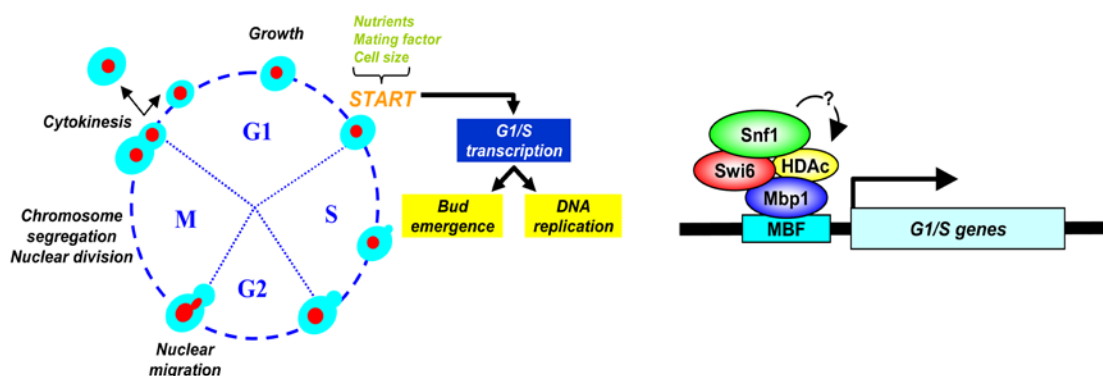 Growth
Nutrients
Mating factor
Cell size
START
Cytokinesis
G1
G1/S
transcription
Bud
emergence
DNA
replication
S
M
Chromosome
segregation
Nuclear division
G2
Nuclear
migration
?
Snf1
Swi6
HDAc
Mbp1
MBF
G1/S genes